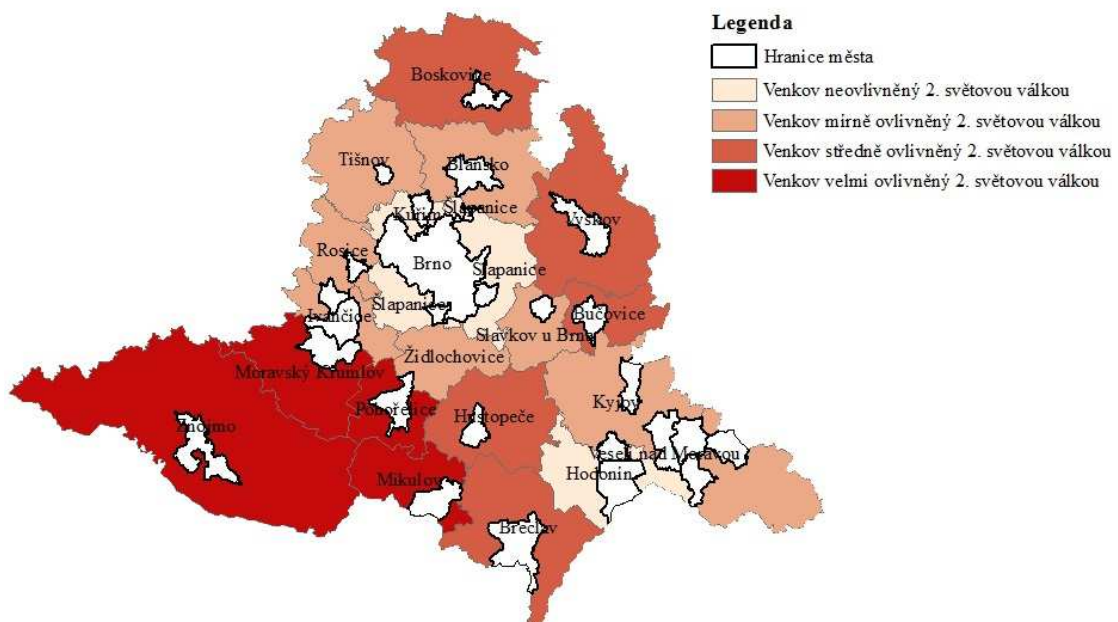 Legenda
Hranice města
Venkov neovlivněný 2. světovou válkou
Venkov mírně ovlivněný 2. světovou válkou
Venkov středně ovlivněný 2. světovou válkou
Venkov velmi ovlivněný 2. světovou válkou
Boskovice
Tišnov
Blansko
Kuřim
Šlapanice
Vyškov
Rosice
Brno
Šlapanice
Šlapanice
Ivančice
Slavkov u Brna
Bučovice
Židlochovice
Moravský Krumlov
Pohořelice
Hustopeče
Kyjov
Znojmo
Veselí nad Moravou
Hodonín
Mikulov
Břeclav